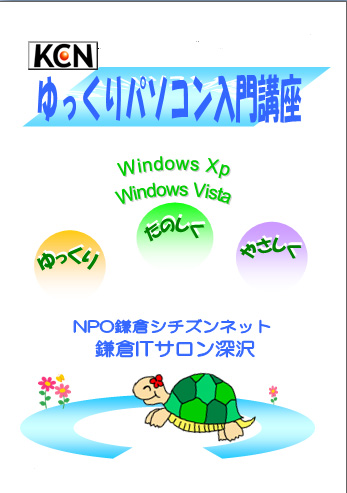 KCN
ゆっくりパソコン入門講座
Windows Xp
Windows Vista
ゆっくり
たのしく
やさしく
NPO鎌倉シチズンネット
鎌倉ITサロン深沢